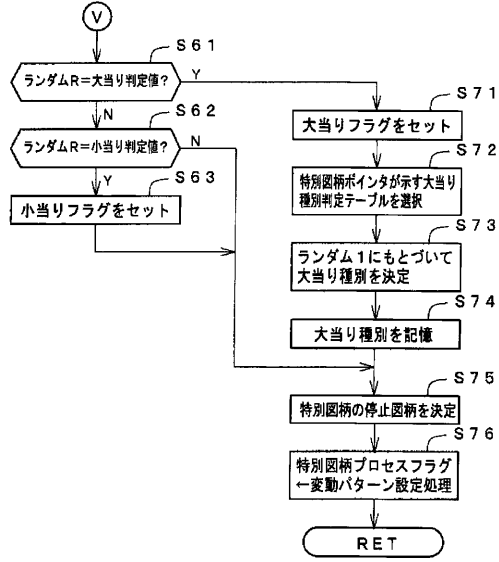 V
S61
ランダムR=大当り判定値?
Y
N
S62
ランダムR=小当り判定値?
N
Y
S63
小当りフラグをセット
S71
大当りフラグをセット
S72
特別図柄ポインタが示す大当り
種別判定テーブルを選択
S73
ランダム1にもとづいて
大当り種別を決定
S74
大当り種別を記憶
S75
特別図柄の停止図柄を決定
S76
特別図柄プロセスフラグ
←変動パターン設定処理
RET